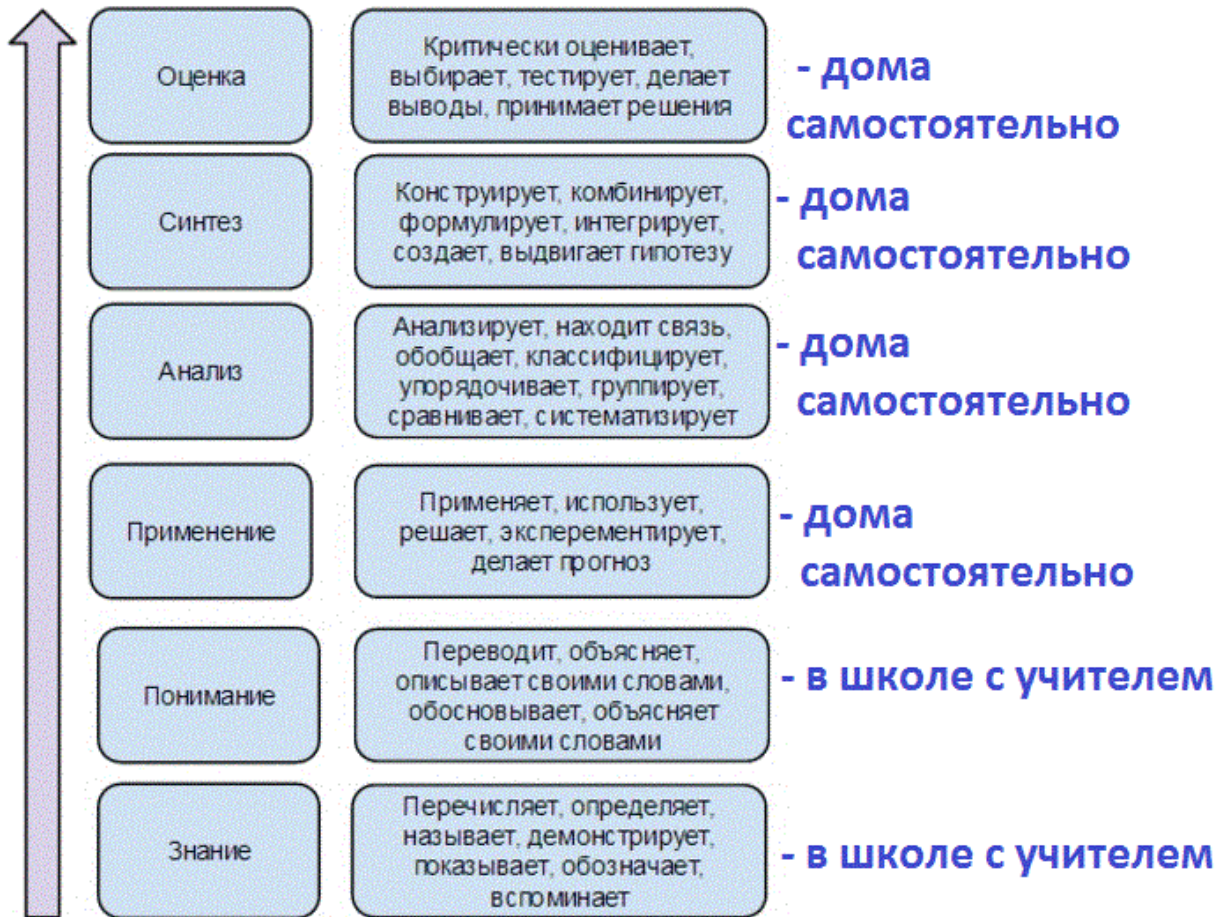 Оценка
Критически оценивает,
выбирает, тестирует, делает
выводы, принимает решения
- дома
самостоятельно
Синтез
Конструирует, комбинирует,
формулирует, интегрирует,
создает, выдвигает гипотезу
- дома
самостоятельно
Анализ
Анализирует, находит связь,
обобщает, классифицирует,
упорядочивает, группирует,
сравнивает, систематизирует
- дома
самостоятельно
Применение
Применяет, использует,
решает, эксперементирует,
делает прогноз
- дома
самостоятельно
Понимание
Переводит, объясняет,
описывает своими словами,
обосновывает, объясняет
своими словами
- в школе с учителем
Знание
Перечисляет, определяет,
называет, демонстрирует,
показывает, обозначает,
вспоминает
- в школе с учителем